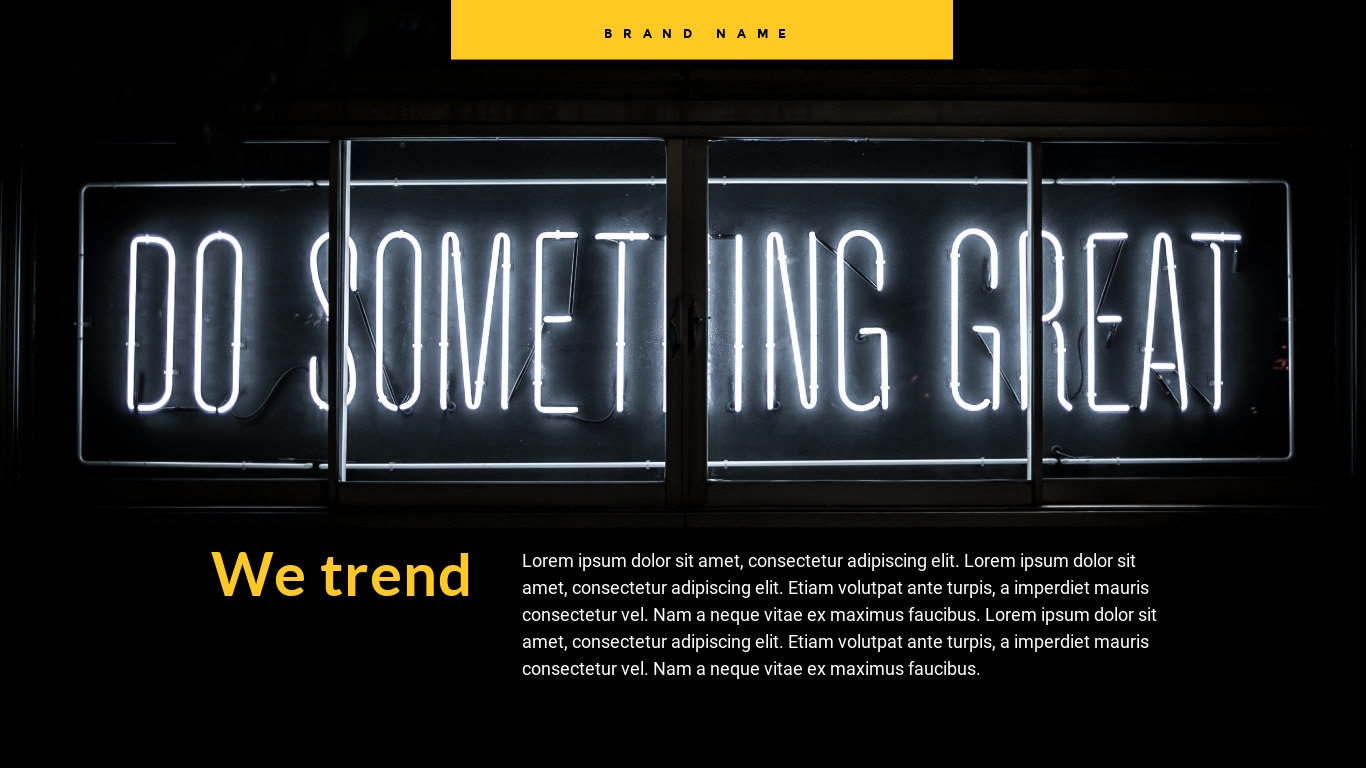 BRAND NAME
DO SOMETHING GREAT
We trend
Lorem ipsum dolor sit amet, consectetur adipiscing elit. Lorem ipsum dolor sit
amet, consectetur adipiscing elit. Etiam volutpat ante turpis, a imperdiet mauris
consectetur vel. Nam a neque vitae ex maximus faucibus. Lorem ipsum dolor sit
amet, consectetur adipiscing elit. Etiam volutpat ante turpis, a imperdiet mauris
consectetur vel. Nam a neque vitae ex maximus faucibus.